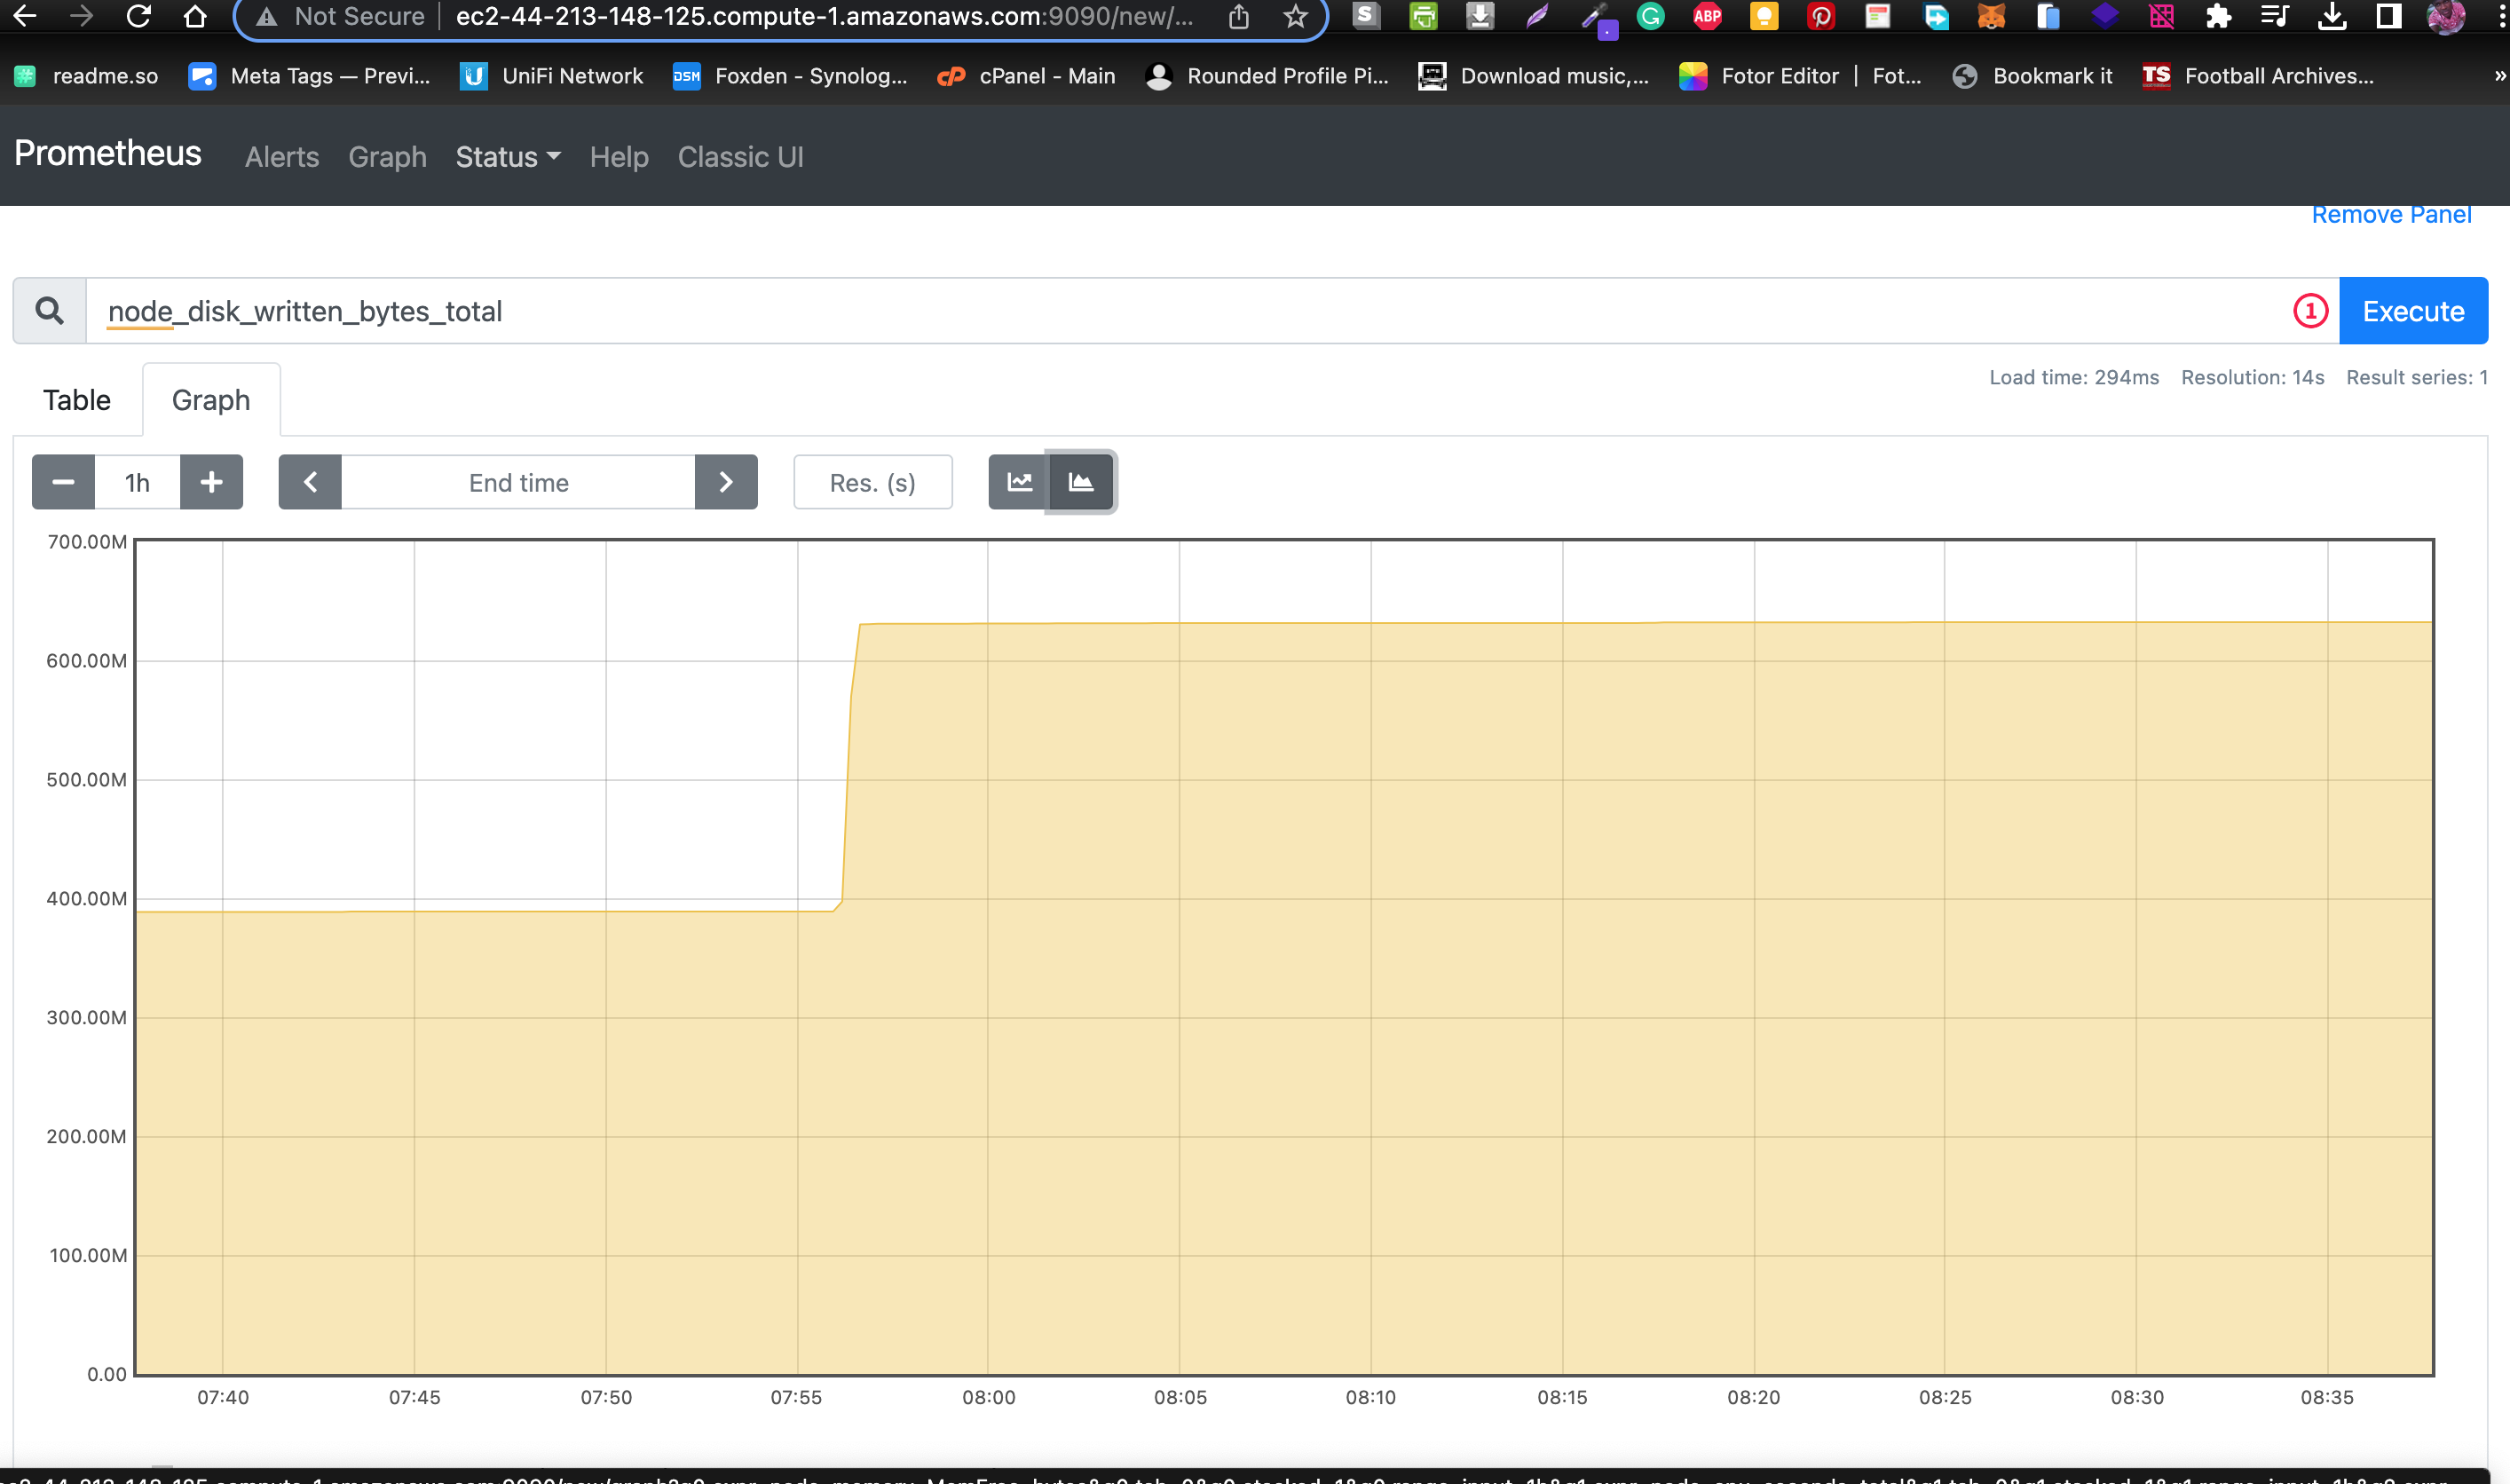 Not Secure | ec2-44-213-148-125.compute-1.amazonaws.com:9090/new/... S ABP
readme.so Meta Tags — Previ... UniFi Network DSM Foxden - Synolog... cP cPanel - Main Rounded Profile Pi... Download music,... Fotor Editor | Fot... Bookmark it TS Football Archives... »
Prometheus Alerts Graph Status Help Classic UI
Remove Panel
node_disk_written_bytes_total 1 Execute
Load time: 294ms Resolution: 14s Result series: 1
Table Graph
1h End time Res. (s)
700.00M
600.00M
500.00M
400.00M
300.00M
200.00M
100.00M
0.00
07:40 07:45 07:50 07:55 08:00 08:05 08:10 08:15 08:20 08:25 08:30 08:35